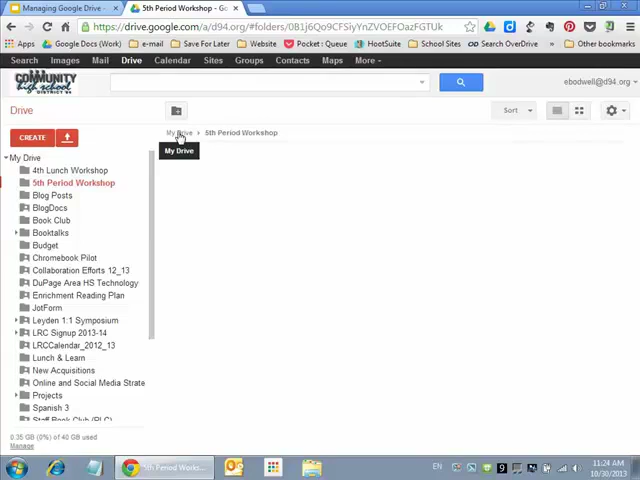 Managing Google Drive -
5th Period Workshop - Go
https://drive.google.com/a/d94.org/#folders/0B1j6Qo9CFSiyYnZVOEFOazFGTUk
Apps
Google Docs (Work)
e-mail
Save For Later
Website
Pocket : Queue
HootSuite
School Sites
Search OverDrive
Other bookmarks
Search Images Mail Drive Calendar Sites Groups Contacts Maps More
COMMUNITY
high school
DISTRICT 94
ebodwell@d94.org
Drive
Sort
CREATE
My Drive › 5th Period Workshop
My Drive
My Drive
4th Lunch Workshop
5th Period Workshop
Blog Posts
BlogDocs
Book Club
Booktalks
Budget
Chromebook Pilot
Collaboration Efforts 12_13
DuPage Area HS Technology
Enrichment Reading Plan
JotForm
Leyden 1:1 Symposium
LRC Signup 2013-14
LRCCalendar_2012_13
Lunch & Learn
New Acquisitions
Online and Social Media Strate
Projects
Spanish 3
Staff Book Club (PLC)
0.35 GB (0%) of 40 GB used
Manage
5th Period Works...
EN
11:24 AM
10/30/2013